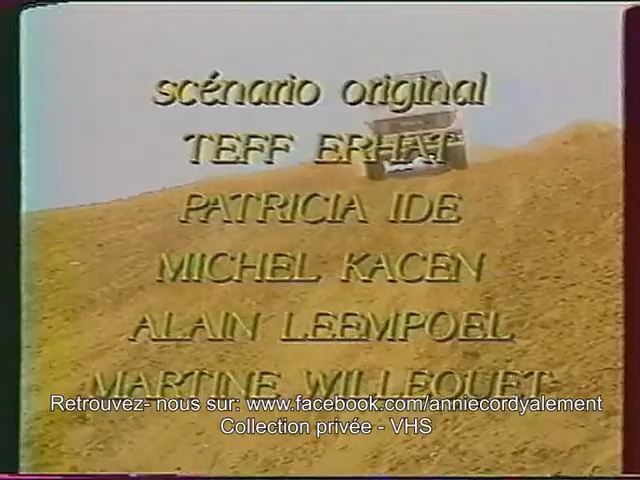 scénario original
TEFF ERHAT
PATRICIA IDE
MICHEL KACEN
ALAIN LEEMPOEL
MARTINE WILLEQUET
Retrouvez- nous sur: www.facebook.com/anniecordyalement
Collection privée - VHS